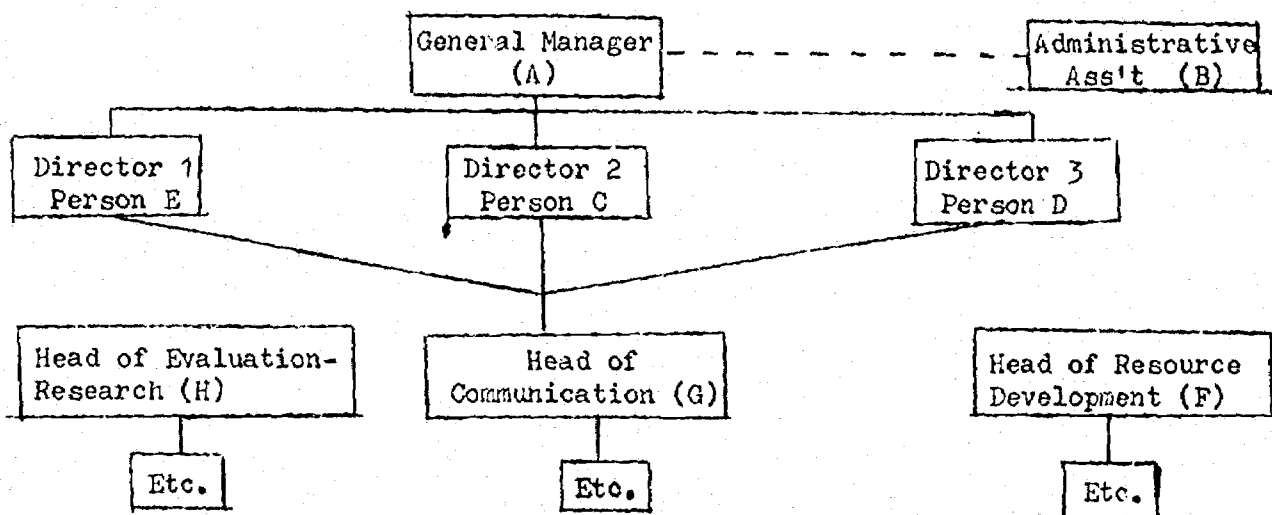 General Manager
(A)
Administrative
Ass't (B)
Director 1
Person E
Director 2
Person C
Director 3
Person D
Head of Evaluation-
Research (H)
Head of
Communication (G)
Head of Resource
Development (F)
Etc.
Etc.
Etc.